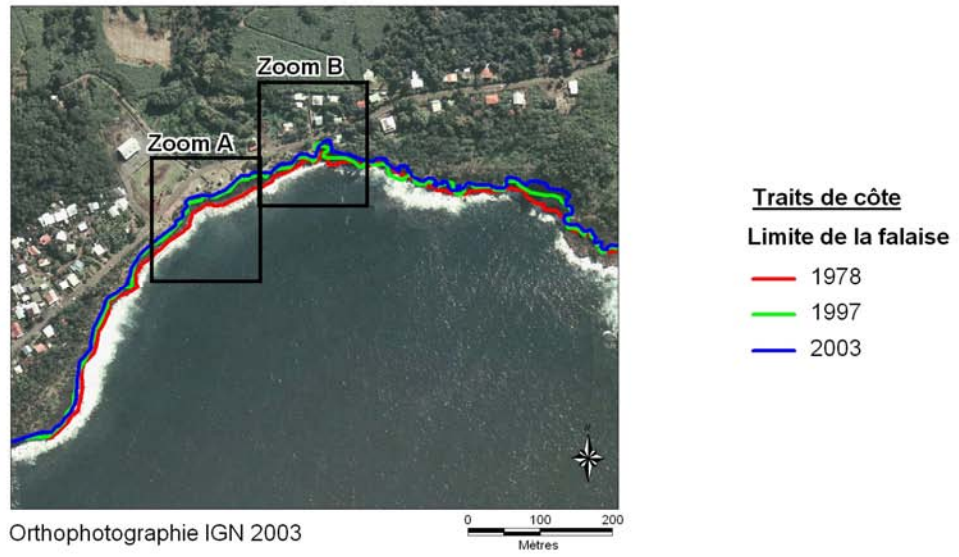 Zoom B
Zoom A
Traits de côte
Limite de la falaise
1978
1997
2003
Orthophotographie IGN 2003
0 100 200
Mètres